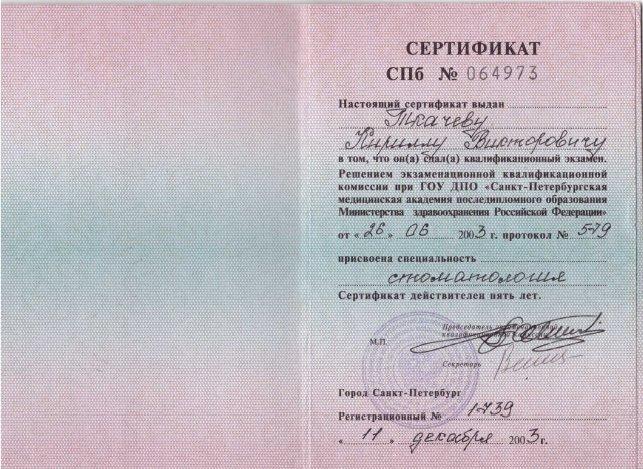 СЕРТИФИКАТ
СПб № 064973
Настоящий сертификат выдан
Ткачеву
Кириллу Викторовичу
в том, что он(а) сдал(а) квалификационный экзамен.
Решением экзаменационной квалификационной
комиссии при ГОУ ДПО «Санкт-Петербургская
медицинская академия последипломного образования
Министерства здравоохранения Российской Федерации»
от « 26 » 06 2003 г. протокол № 579
присвоена специальность
стоматология
Сертификат действителен пять лет.
Председатель экзаменационной
квалификационной комиссии
М.П.
Секретарь
Город Санкт-Петербург
Регистрационный № 1739
« 11 » декабря 2003 г.